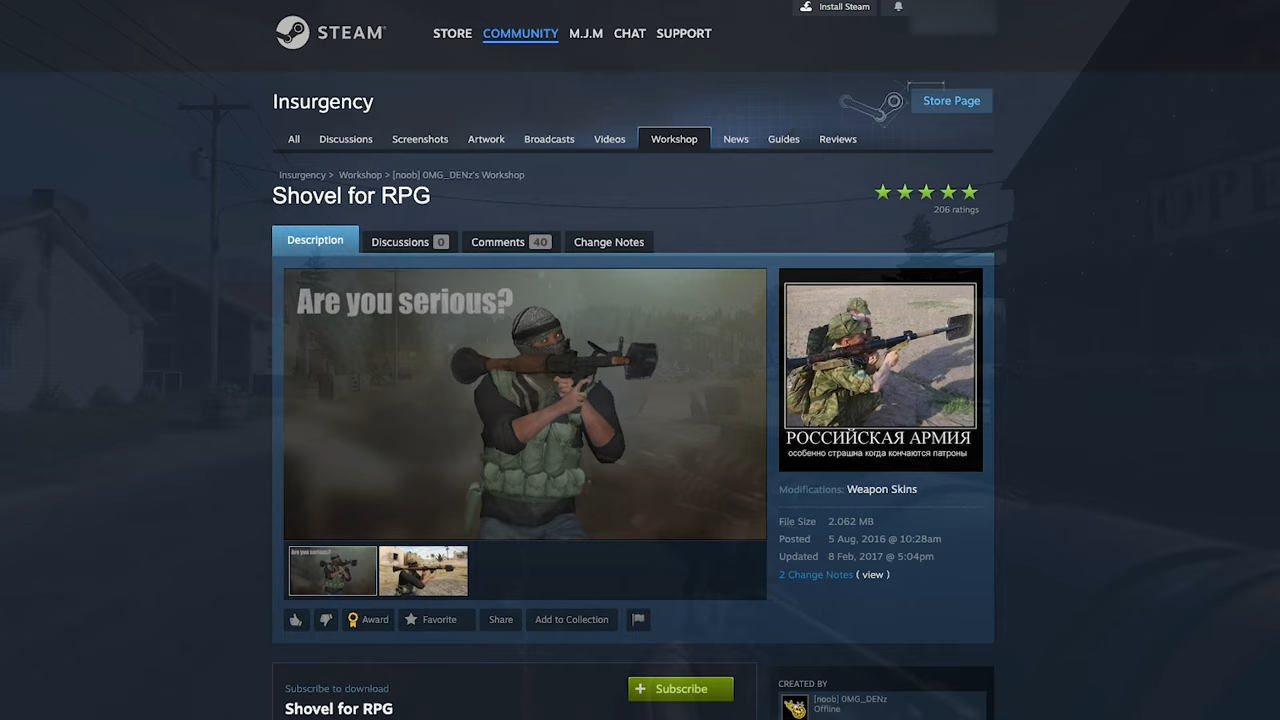 Install Steam
STEAM
STORE COMMUNITY M.J.M CHAT SUPPORT
Insurgency
Store Page
All Discussions Screenshots Artwork Broadcasts Videos Workshop News Guides Reviews
Insurgency > Workshop > [noob] 0MG_DENz's Workshop
Shovel for RPG
206 ratings
Description Discussions 0 Comments 40 Change Notes
Are you serious?
РОССИЙСКАЯ АРМИЯ
особенно страшна когда кончаются патроны
Modifications: Weapon Skins
File Size 2.062 MB
Posted 5 Aug, 2016 @ 10:28am
Updated 8 Feb, 2017 @ 5:04pm
2 Change Notes ( view )
Are you serious?
Award Favorite Share Add to Collection
Subscribe to download
Shovel for RPG
+ Subscribe
CREATED BY
[noob] 0MG_DENz
Offline